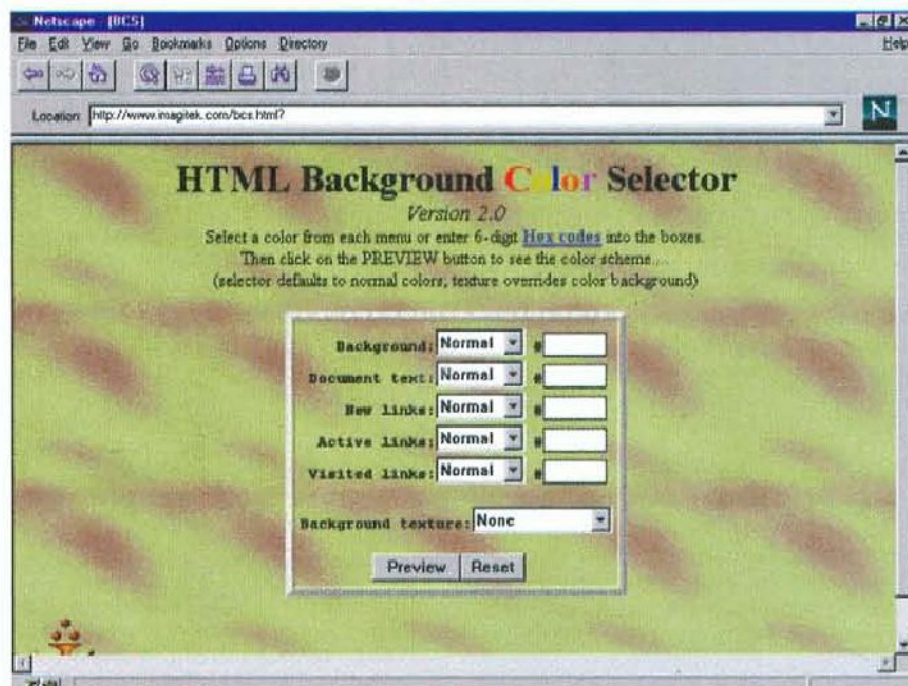 Netscape - [BCS]
File Edit View Go Bookmarks Options Directory Help
Location: http://www.imagitek.com/bcs.html?
N
HTML Background Color Selector
Version 2.0
Select a color from each menu or enter 6-digit Hex codes into the boxes.
Then click on the PREVIEW button to see the color scheme....
(selector defaults to normal colors; texture overrides color background)
Background: Normal #
Document text: Normal #
New links: Normal #
Active links: Normal #
Visited links: Normal #
Background texture: None
Preview Reset